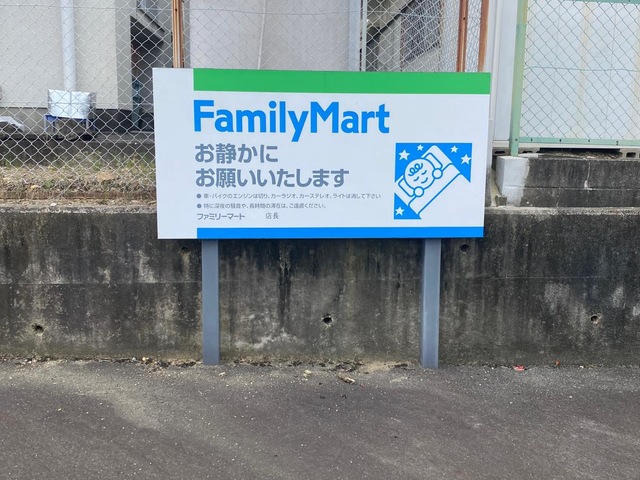 FamilyMart
お静かに
お願いいたします
● 車・バイクのエンジンは切り、カーラジオ、カーステレオ、ライトは消して下さい
● 特に深夜の騒音や、長時間の滞在は、ご遠慮ください。
ファミリーマート 店長